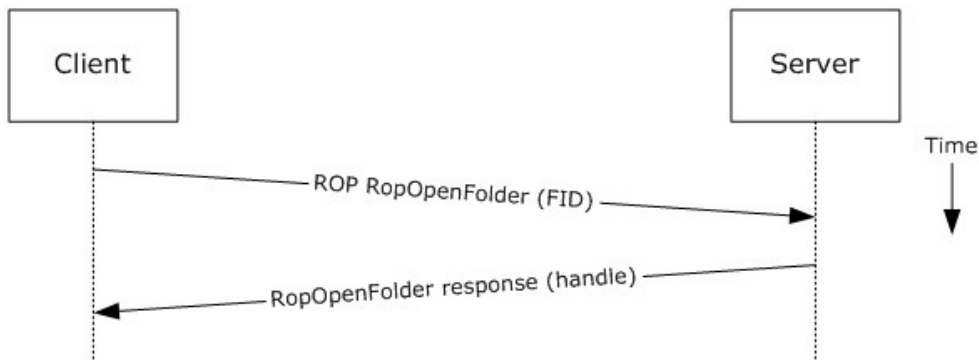 Client
Server
Time
ROP RopOpenFolder (FID)
RopOpenFolder response (handle)